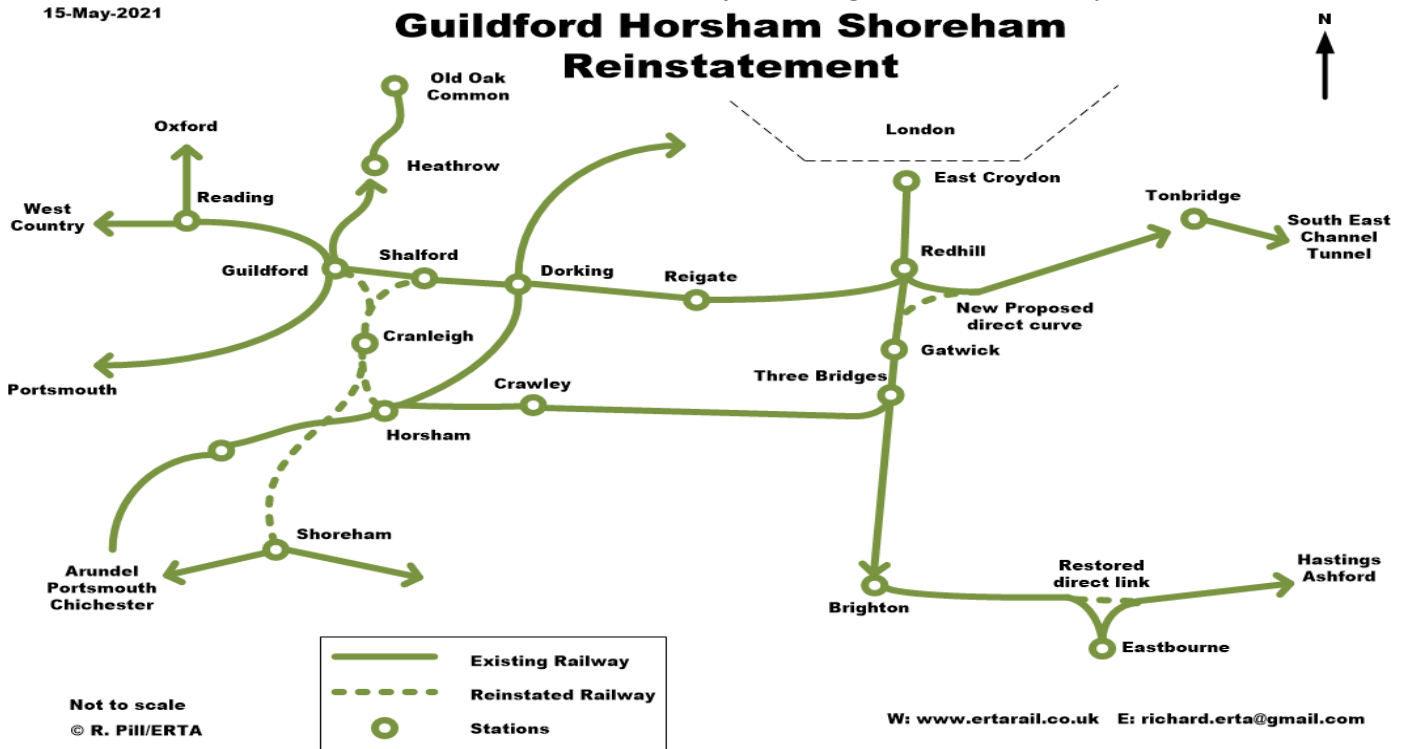 15-May-2021
Guildford Horsham Shoreham
Reinstatement
N
Old Oak
Common
Oxford
London
Heathrow
East Croydon
Reading
Tonbridge
West
Country
South East
Channel
Tunnel
Shalford
Redhill
Guildford
Dorking
Reigate
New Proposed
direct curve
Cranleigh
Gatwick
Portsmouth
Three Bridges
Crawley
Horsham
Shoreham
Arundel
Portsmouth
Chichester
Restored
direct link
Hastings
Ashford
Brighton
Eastbourne
Existing Railway
Reinstated Railway
Stations
Not to scale
© R. Pill/ERTA
W: www.ertarail.co.uk E: richard.erta@gmail.com